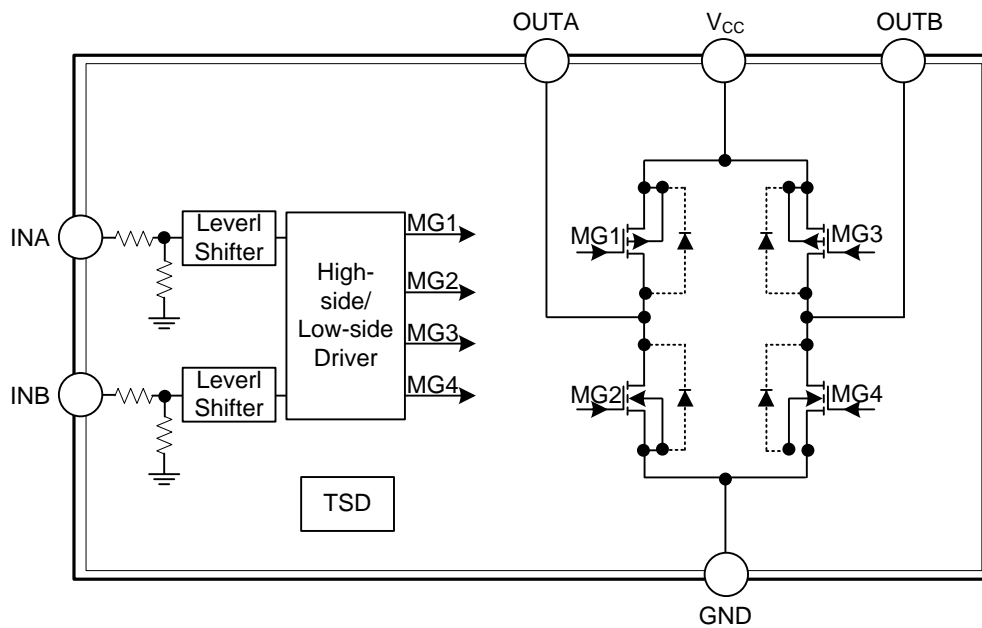 OUTA
VCC
OUTB
INA
Leverl
Shifter
High-
side/
Low-side
Driver
MG1
MG2
MG3
MG4
INB
Leverl
Shifter
TSD
MG1
MG3
MG2
MG4
GND